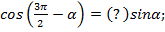 cos(3π/2 − α) = (?)sinα;